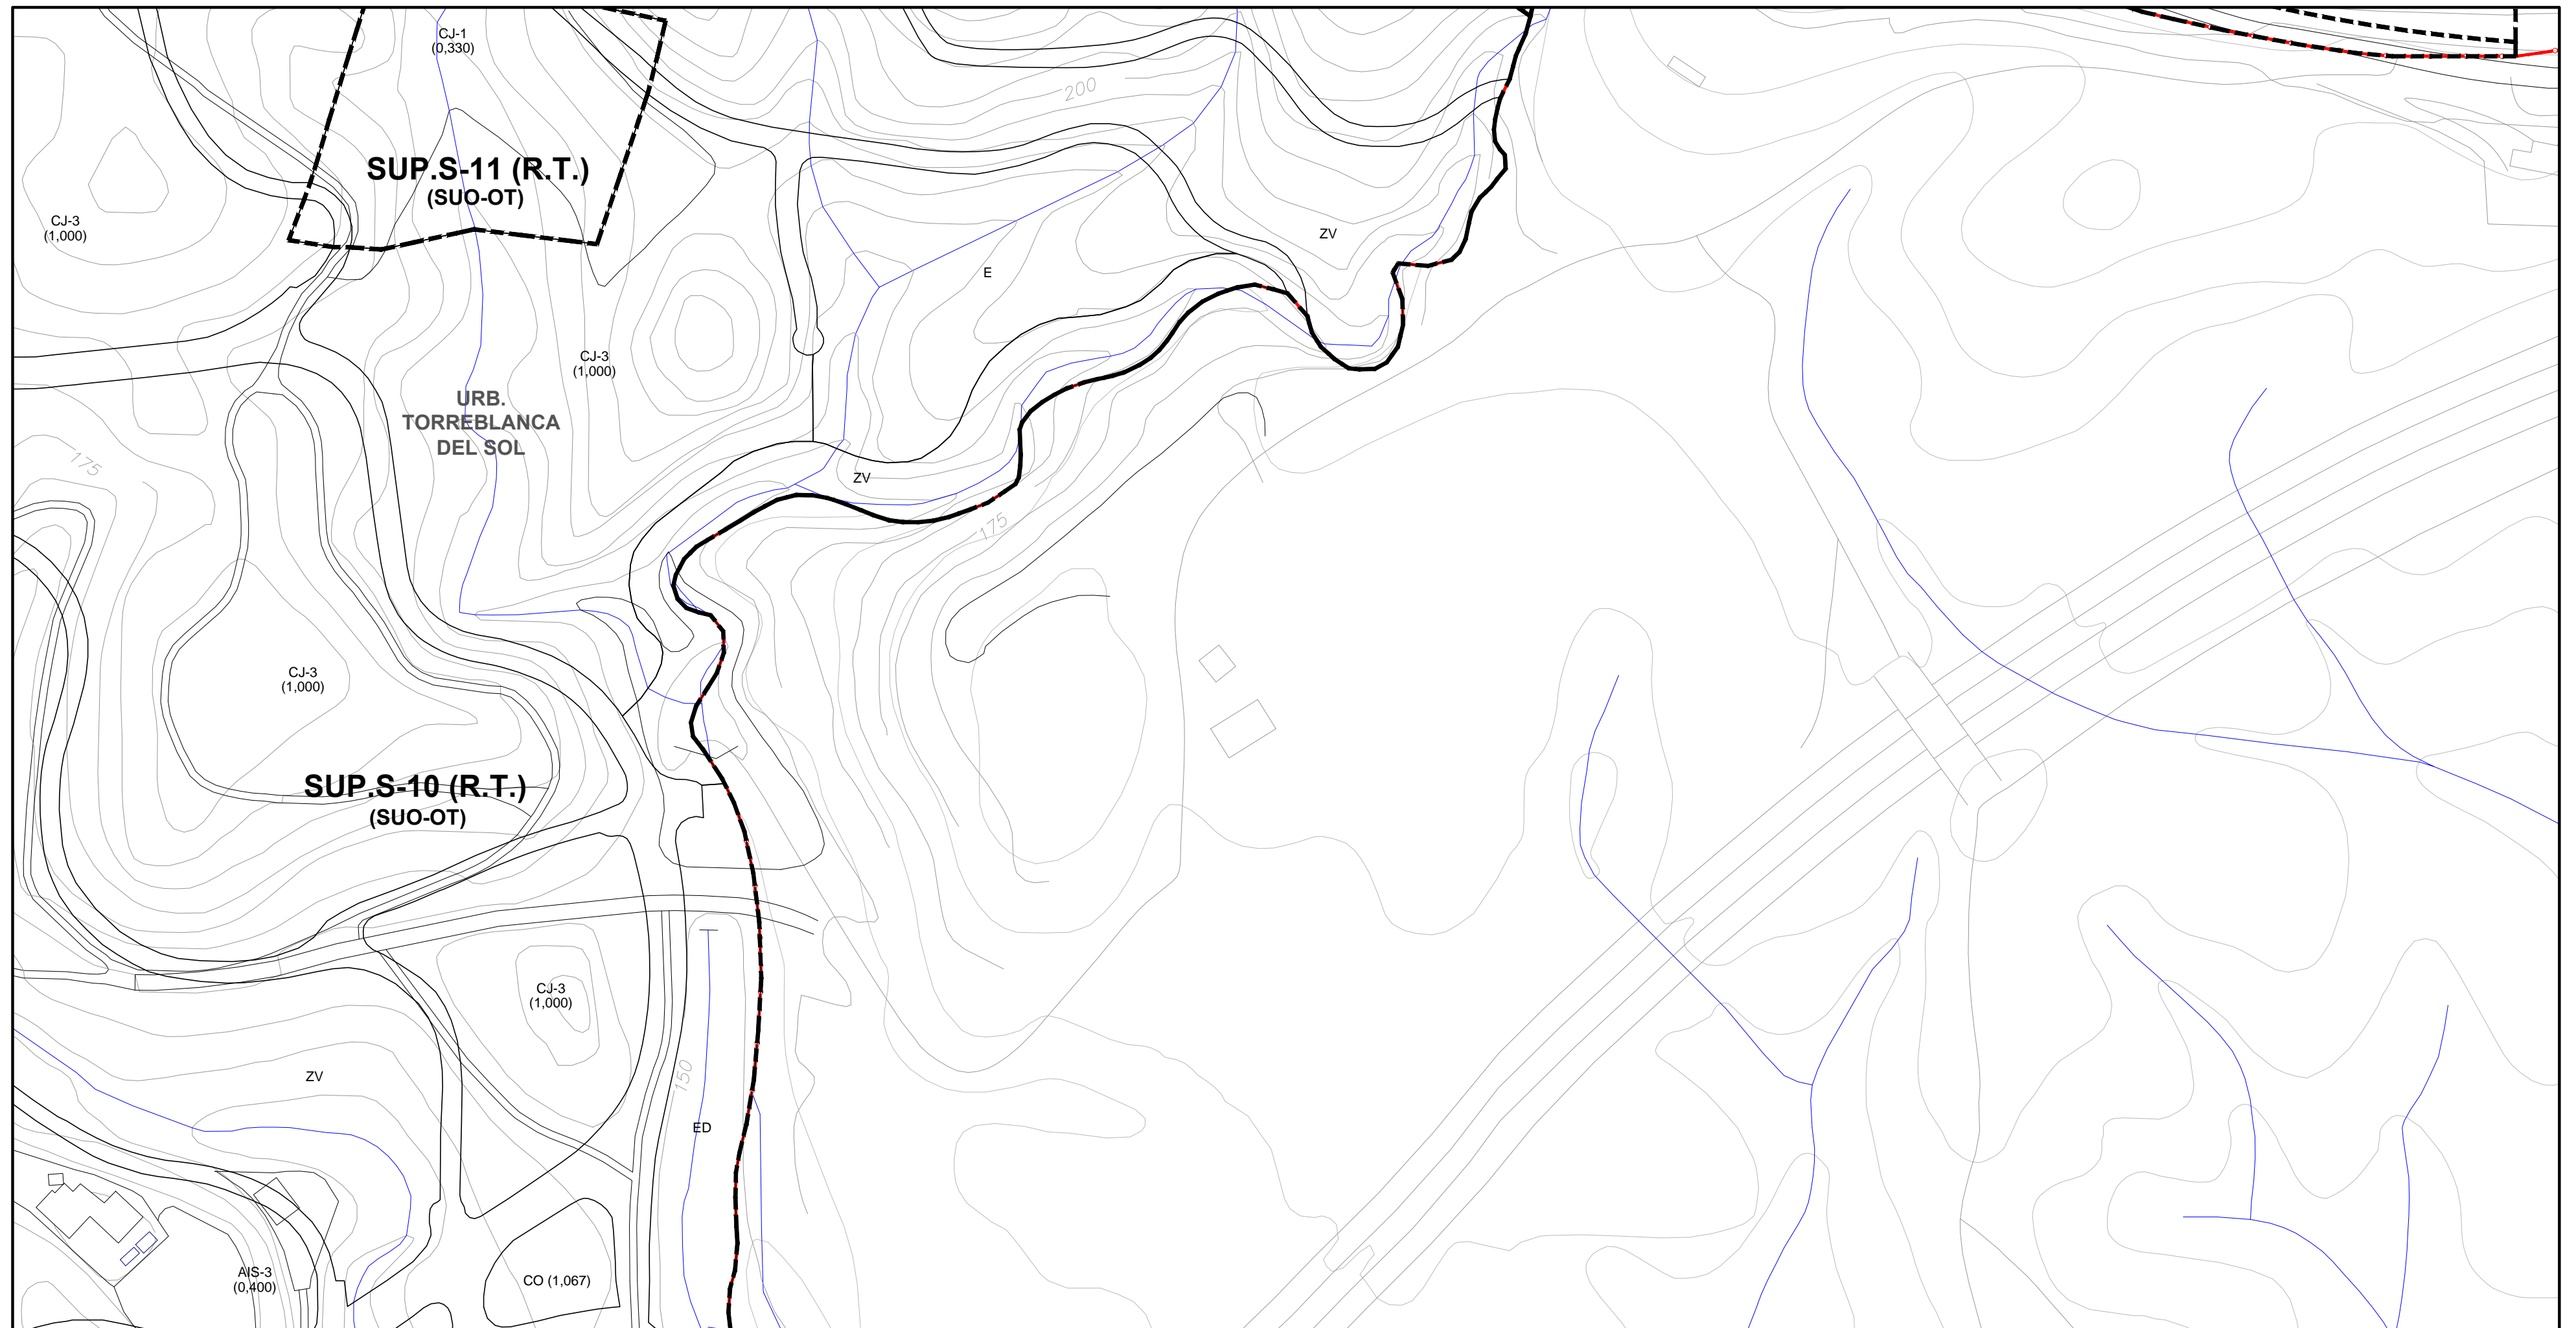 CJ-1
(0,330)
200
SUP.S-11 (R.T.)
(SUO-OT)
CJ-3
(1,000)
ZV
E
CJ-3
(1,000)
URB.
TORREBLANCA
DEL SOL
175
ZV
175
CJ-3
(1,000)
SUP.S-10 (R.T.)
(SUO-OT)
CJ-3
(1,000)
150
ZV
ED
AIS-3
(0,400)
CO (1,067)